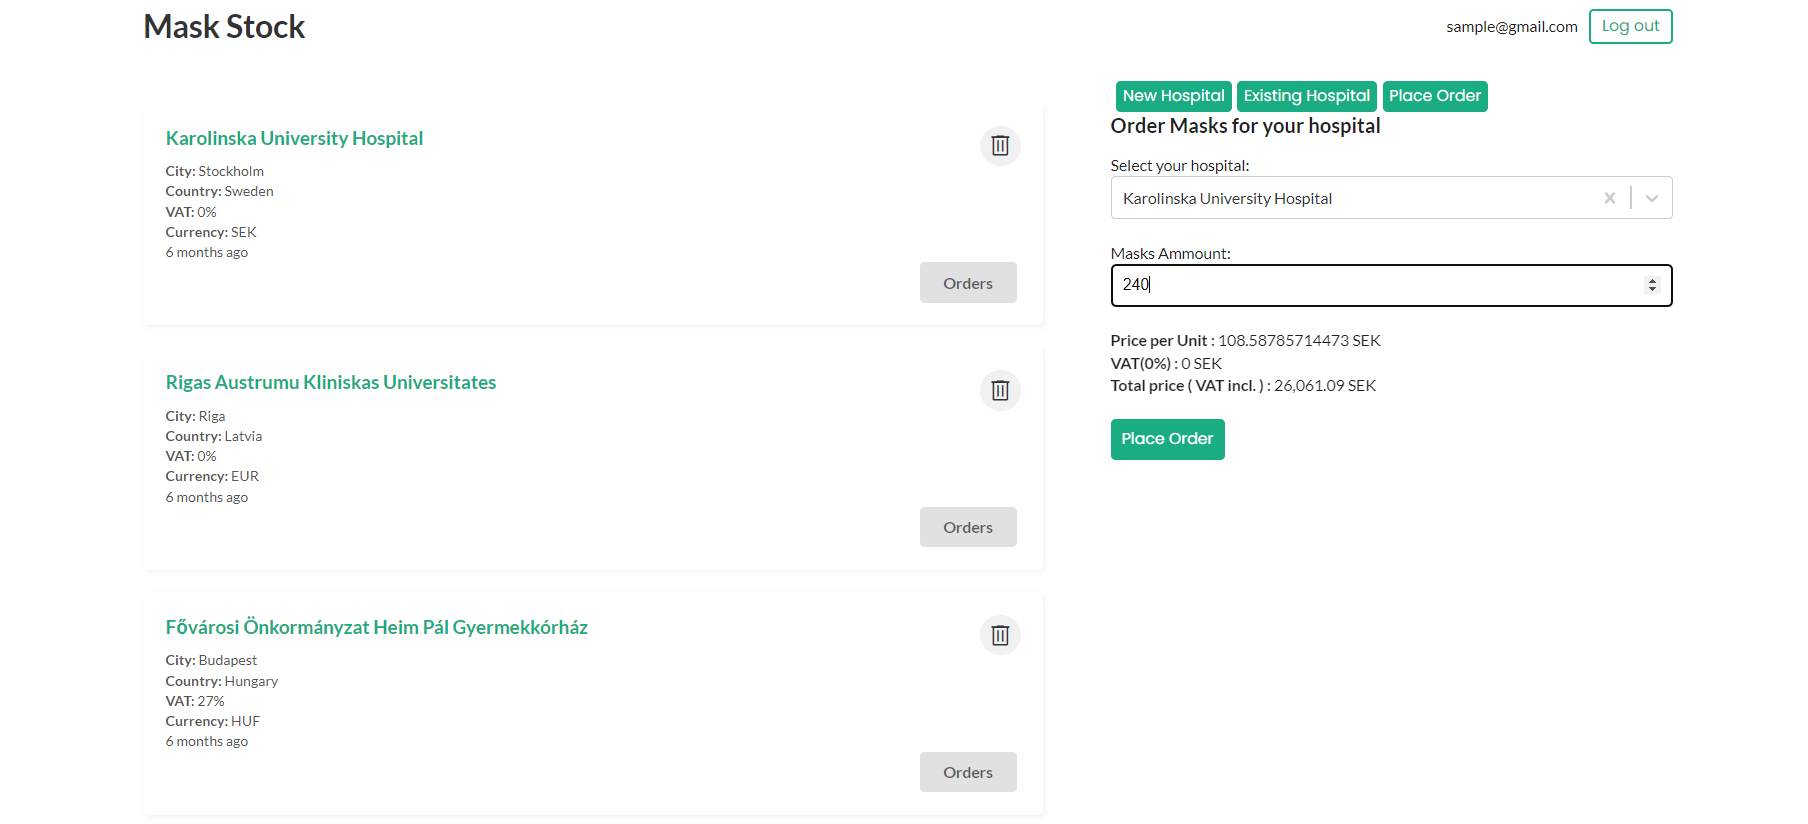 Mask Stock
sample@gmail.com
Log out
Karolinska University Hospital
City: Stockholm
Country: Sweden
VAT: 0%
Currency: SEK
6 months ago
Orders
Rigas Austrumu Kliniskas Universitates
City: Riga
Country: Latvia
VAT: 0%
Currency: EUR
6 months ago
Orders
Fővárosi Önkormányzat Heim Pál Gyermekkórház
City: Budapest
Country: Hungary
VAT: 27%
Currency: HUF
6 months ago
Orders
New Hospital
Existing Hospital
Place Order
Order Masks for your hospital
Select your hospital:
Karolinska University Hospital
Masks Ammount:
240
Price per Unit : 108.58785714473 SEK
VAT(0%) : 0 SEK
Total price ( VAT incl. ) : 26,061.09 SEK
Place Order